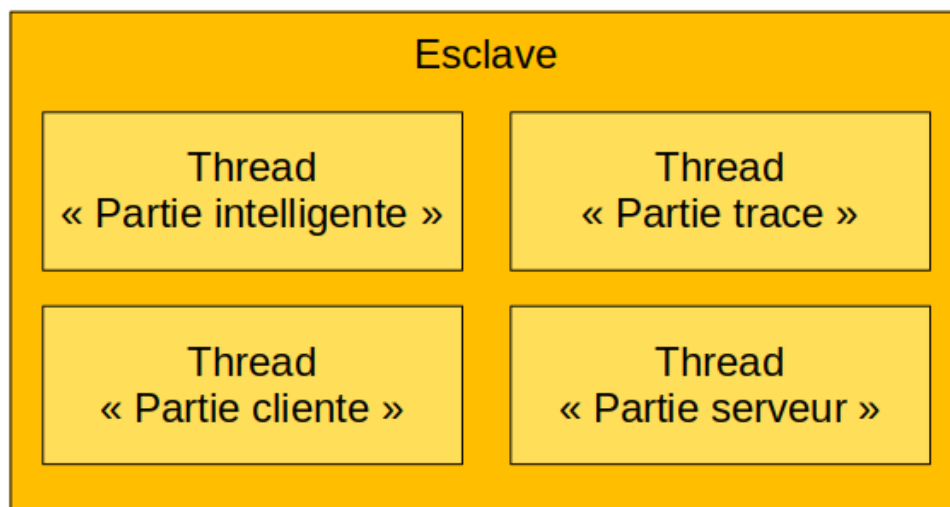 Esclave
Thread
« Partie intelligente »
Thread
« Partie trace »
Thread
« Partie cliente »
Thread
« Partie serveur »